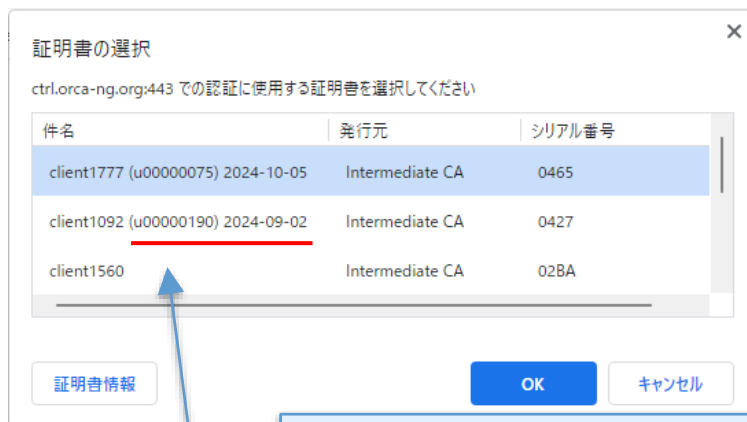 証明書の選択
ctrl.orca-ng.org:443 での認証に使用する証明書を選択してください
件名 発行元 シリアル番号
client1777 (u00000075) 2024-10-05 Intermediate CA 0465
client1092 (u00000190) 2024-09-02 Intermediate CA 0427
client1560 Intermediate CA 02BA
証明書情報 OK キャンセル